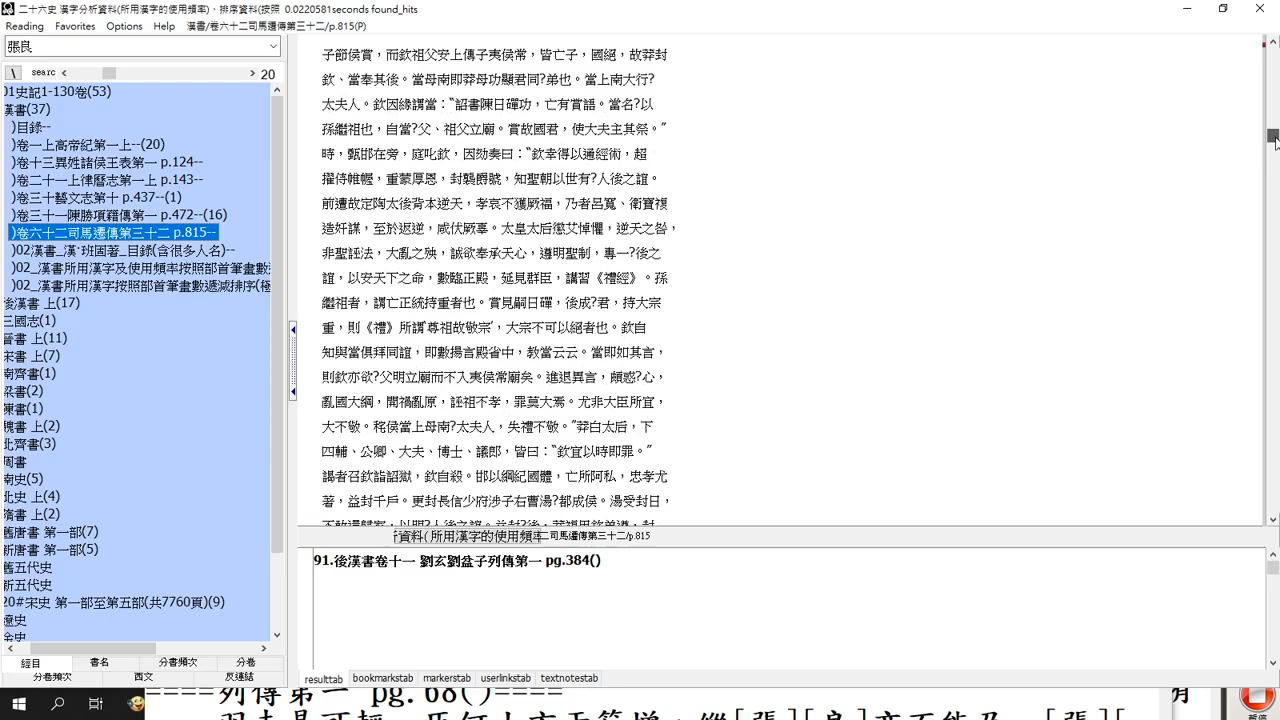 二十六史 漢字分析資料(所用漢字的使用頻率)、排序資料(按照 0.0220581seconds found_hits
Reading Favorites Options Help 漢書/卷六十二司馬遷傳第三十二/p.815(P)
張良
\ searc 20
01史記1-130卷(53)
漢書(37)
)目錄--
)卷一上高帝紀第一上--(20)
)卷十三異姓諸侯王表第一 p.124--
)卷二十一上律曆志第一上 p.143--
)卷三十藝文志第十 p.437--(1)
)卷三十一陳勝項籍傳第一 p.472--(16)
)卷六十二司馬遷傳第三十二 p.815--
)02漢書_漢‧班固著_目錄(含很多人名)--
)02_漢書所用漢字及使用頻率按照部首筆畫數
)02_漢書所用漢字按照部首筆畫數遞減排序(極
後漢書 上(17)
三國志(1)
晉書 上(11)
宋書 上(7)
南齊書(1)
梁書(2)
陳書(1)
魏書 上(2)
北齊書(3)
周書
南史(5)
北史 上(4)
隋書 上(2)
舊唐書 第一部(7)
新唐書 第一部(5)
舊五代史
新五代史
20#宋史 第一部至第五部(共7760頁)(9)
遼史
金史
經目 書名 分書頻次 分卷
分卷頻次 西文 反連結
子節侯賞，而欽祖父安上傳子夷侯常，皆亡子，國絕，故莽封
欽、當奉其後。當母南即莽母功顯君同?弟也。當上南大行?
太夫人。欽因緣謂當：“詔書陳日磾功，亡有賞語。當名?以
孫繼祖也，自當?父、祖父立廟。賞故國君，使大夫主其祭。”
時，甄邯在旁，庭叱欽，因劾奏曰：“欽幸得以通經術，超
擢侍帷幄，重蒙厚恩，封襲爵號，知聖朝以世有?人後之誼。
前遭故定陶太后背本逆天，孝哀不獲厥福，乃者呂寬、衛寶複
造奸謀，至於返逆，咸伏厥辜。太皇太后懲艾悼懼，逆天之咎，
非聖誣法，大亂之殃，誠欲奉承天心，遵明聖制，專一?後之
誼，以安天下之命，數臨正殿，延見群臣，講習《禮經》。孫
繼祖者，謂亡正統持重者也。賞見嗣日磾，後成?君，持大宗
重，則《禮》所謂‘尊祖故敬宗’，大宗不可以絕者也。欽自
知與當俱拜同誼，即數揚言殿省中，教當云云。當即如其言，
則欽亦欲?父明立廟而不入夷侯常廟矣。進退異言，頗惑?心，
亂國大綱，開禍亂原，誣祖不孝，罪莫大焉。尤非大臣所宜，
大不敬。秺侯當上母南?太夫人，失禮不敬。”莽白太后，下
四輔、公卿、大夫、博士、議郎，皆曰：“欽宜以時即罪。”
謁者召欽詣詔獄，欽自殺。邯以綱紀國體，亡所阿私，忠孝尤
著，益封千戶。更封長信少府涉子右曹湯?都成侯。湯受封日，
資料(所用漢字的使用頻率 二司馬遷傳第三十二/p.815
91.後漢書卷十一 劉玄劉盆子列傳第一 pg.384()
resulttab bookmarkstab markerstab userlinkstab textnotestab
====列傳第一 pg.68()====